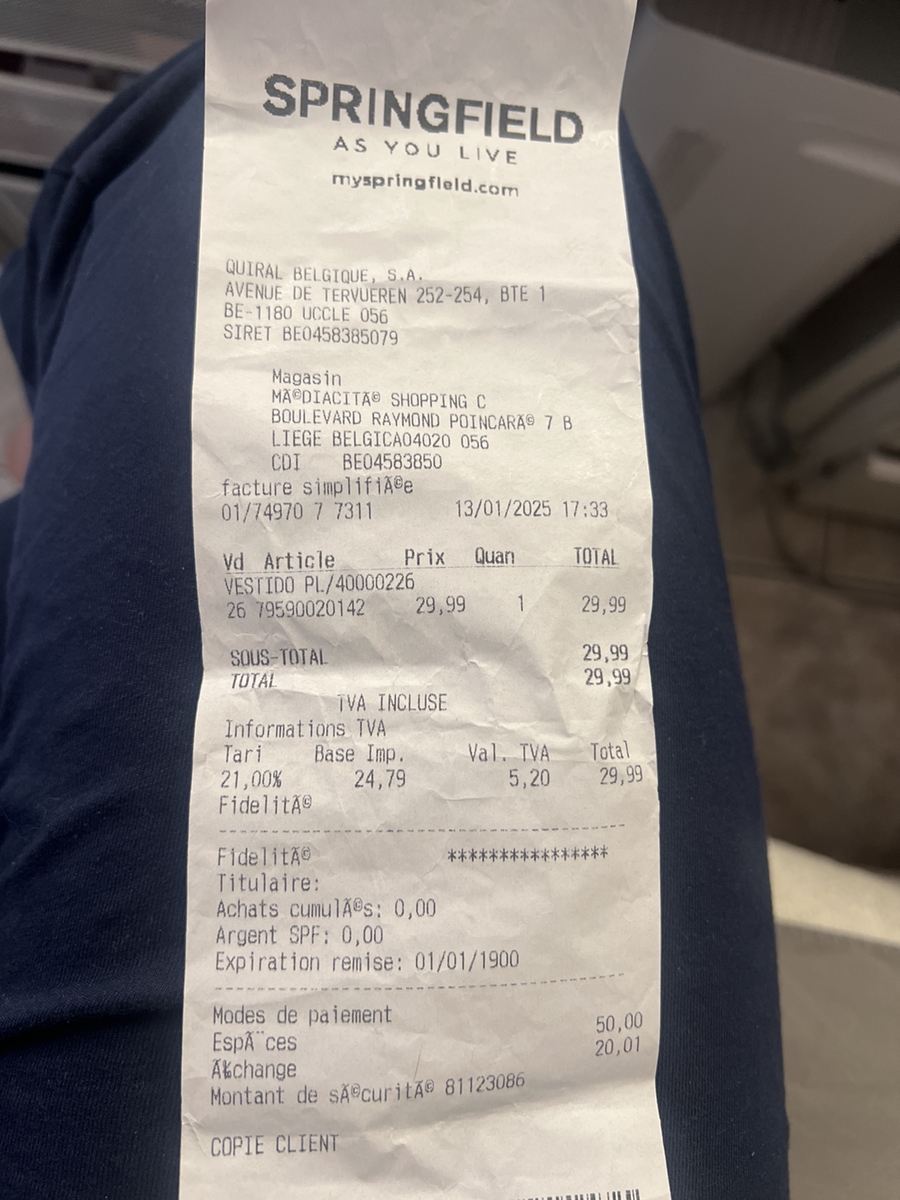 SPRINGFIELD
AS YOU LIVE
myspringfield.com
QUIRAL BELGIQUE, S.A.
AVENUE DE TERVUEREN 252-254, BTE 1
BE-1180 UCCLE 056
SIRET BE0458385079
Magasin
MÃ©DIACITÃ© SHOPPING C
BOULEVARD RAYMOND POINCARÃ© 7 B
LIEGE BELGICA04020 056
CDI BE04583850
facture simplifiÃ©e
01/74970 7 7311 13/01/2025 17:33
Vd Article Prix Quan TOTAL
VESTIDO PL/40000226
26 79590020142 29,99 1 29,99
SOUS-TOTAL 29,99
TOTAL 29,99
TVA INCLUSE
Informations TVA
Tari Base Imp. Val. TVA Total
21,00% 24,79 5,20 29,99
FidelitÃ©
FidelitÃ© ****************
Titulaire:
Achats cumulÃ©s: 0,00
Argent SPF: 0,00
Expiration remise: 01/01/1900
Modes de paiement
EspÃ¨ces 50,00
Ã‰change 20,01
Montant de sÃ©curitÃ© 81123086
COPIE CLIENT